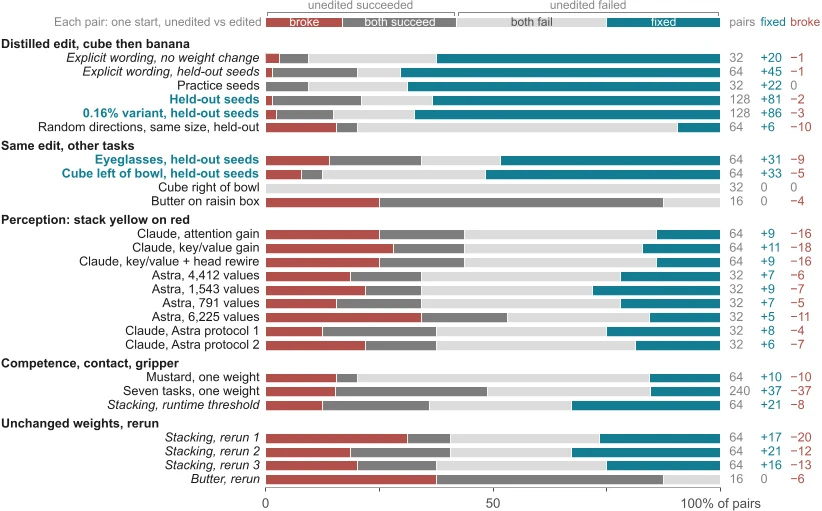 unedited succeeded unedited failed
Each pair: one start, unedited vs edited broke both succeed both fail fixed pairs fixed broke
Distilled edit, cube then banana
Explicit wording, no weight change 32 +20 −1
Explicit wording, held-out seeds 64 +45 −1
Practice seeds 32 +22 0
Held-out seeds 128 +81 −2
0.16% variant, held-out seeds 128 +86 −3
Random directions, same size, held-out 64 +6 −10
Same edit, other tasks
Eyeglasses, held-out seeds 64 +31 −9
Cube left of bowl, held-out seeds 64 +33 −5
Cube right of bowl 32 0 0
Butter on raisin box 16 0 −4
Perception: stack yellow on red
Claude, attention gain 64 +9 −16
Claude, key/value gain 64 +11 −18
Claude, key/value + head rewire 64 +9 −16
Astra, 4,412 values 32 +7 −6
Astra, 1,543 values 32 +9 −7
Astra, 791 values 32 +7 −5
Astra, 6,225 values 32 +5 −11
Claude, Astra protocol 1 32 +8 −4
Claude, Astra protocol 2 32 +6 −7
Competence, contact, gripper
Mustard, one weight 64 +10 −10
Seven tasks, one weight 240 +37 −37
Stacking, runtime threshold 64 +21 −8
Unchanged weights, rerun
Stacking, rerun 1 64 +17 −20
Stacking, rerun 2 64 +21 −12
Stacking, rerun 3 64 +16 −13
Butter, rerun 16 0 −6
0 50 100% of pairs